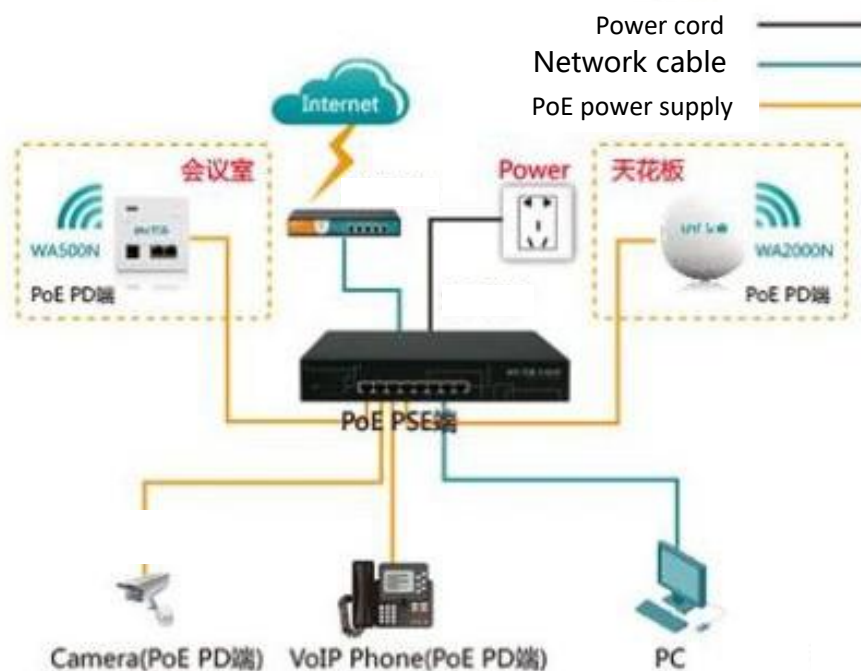 Power cord
Network cable
PoE power supply
Internet
会议室
Power
天花板
WA500N
WA2000N
PoE PD端
PoE PD端
PoE PSE端
Camera(PoE PD端)
VoIP Phone(PoE PD端)
PC